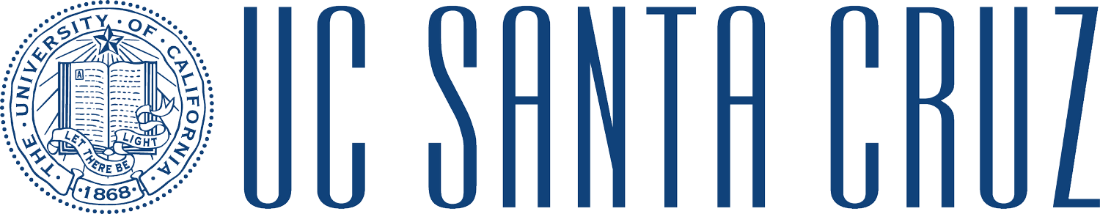 THE · UNIVERSITY · OF · CALIFORNIA ·
A
LET THERE BE LIGHT
· 1868 ·
UC SANTA CRUZ